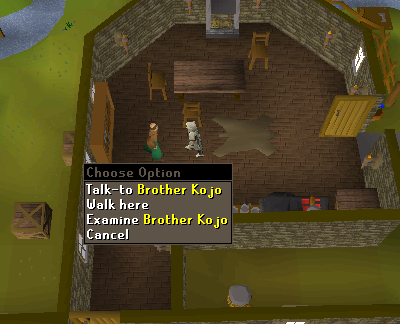 Choose Option
Talk-to Brother Kojo
Walk here
Examine Brother Kojo
Cancel